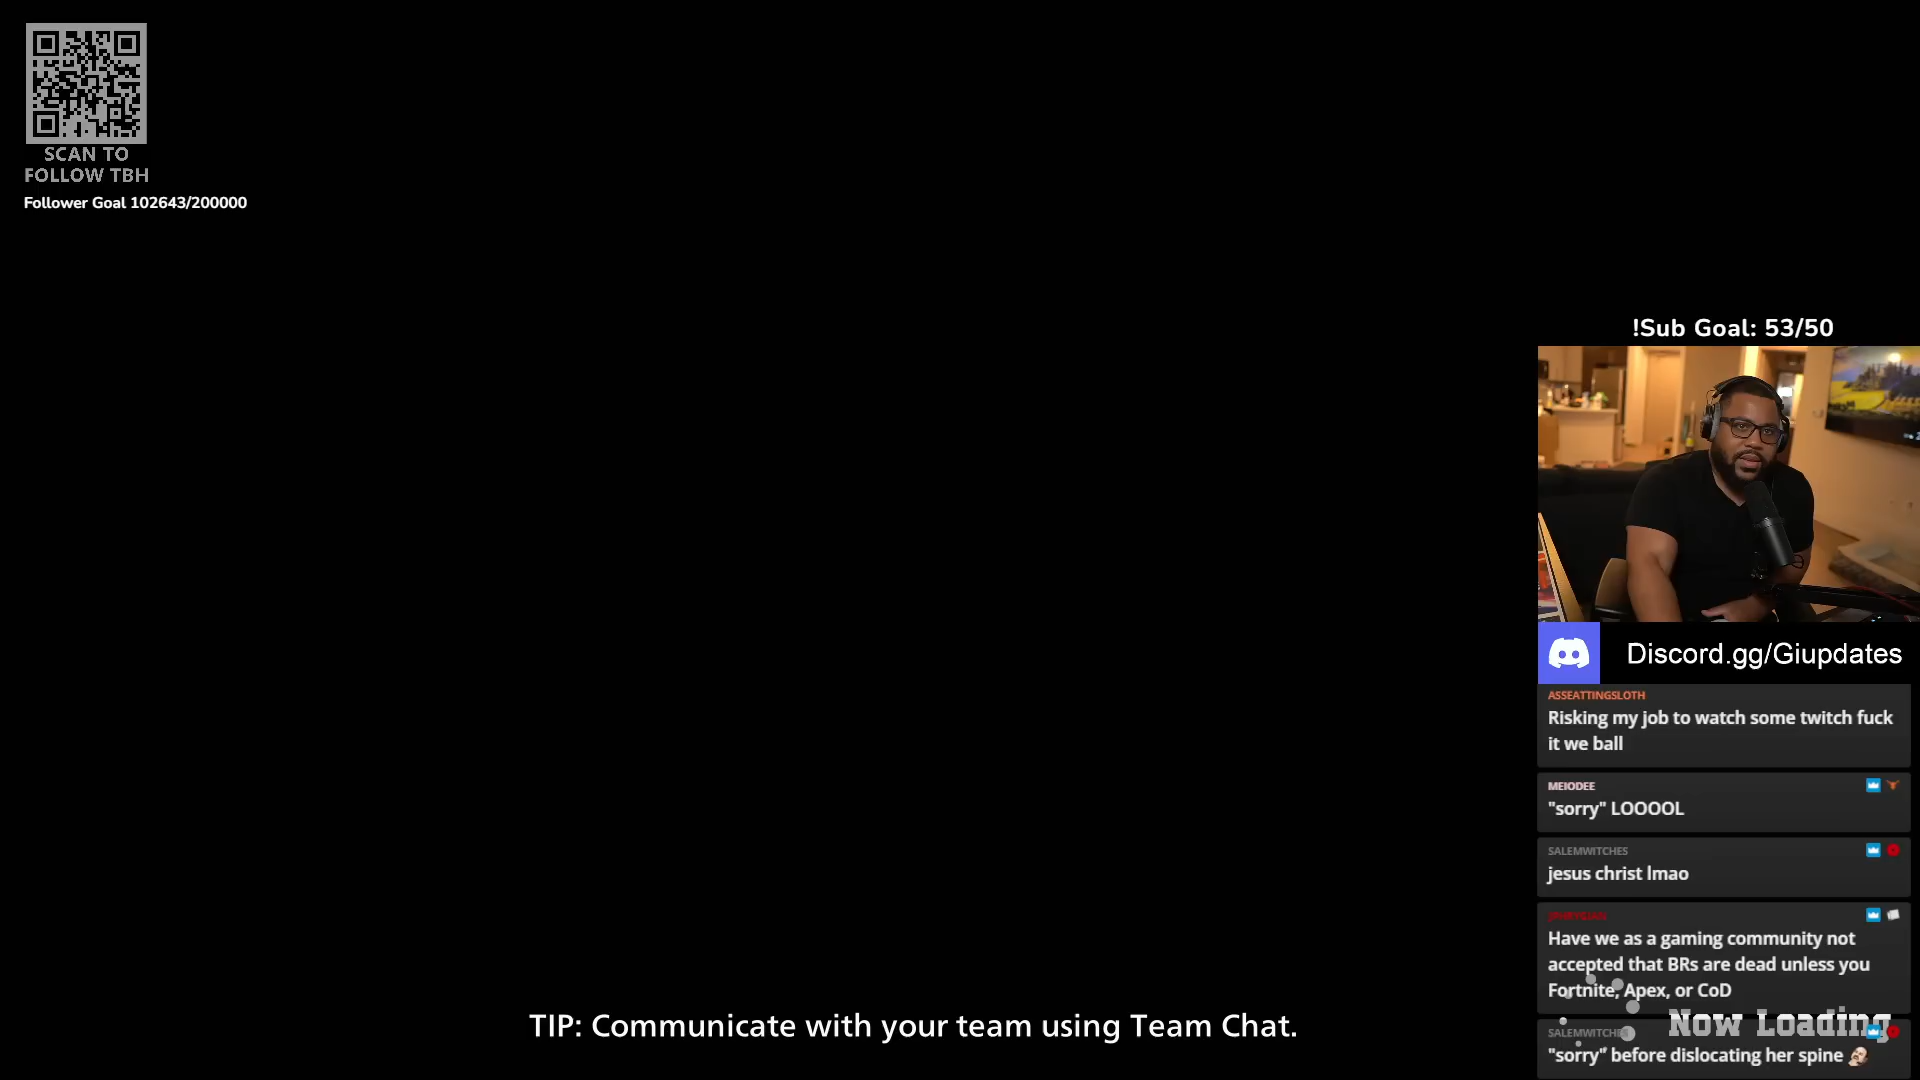 SCAN TO
FOLLOW TBH
Follower Goal 102643/200000
!Sub Goal: 53/50
Discord.gg/Giupdates
ASSEATTINGSLOTH
Risking my job to watch some twitch fuck
it we ball
MEIODEE
"sorry" LOOOOL
SALEMWITCHES
jesus christ lmao
Have we as a gaming community not
accepted that BRs are dead unless you
Fortnite, Apex, or CoD
Now Loading
SALEMWITCHES
"sorry" before dislocating her spine
TIP: Communicate with your team using Team Chat.